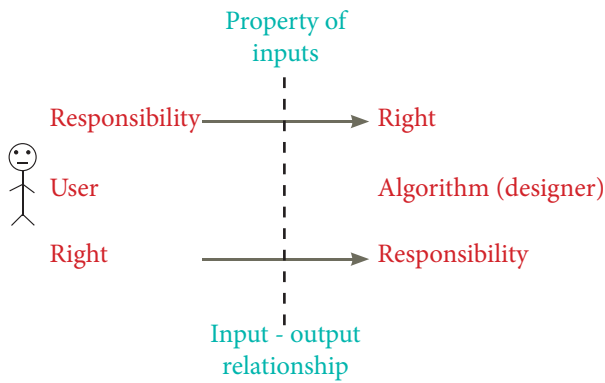 Property of
inputs
Responsibility Right
User Algorithm (designer)
Right Responsibility
Input - output
relationship